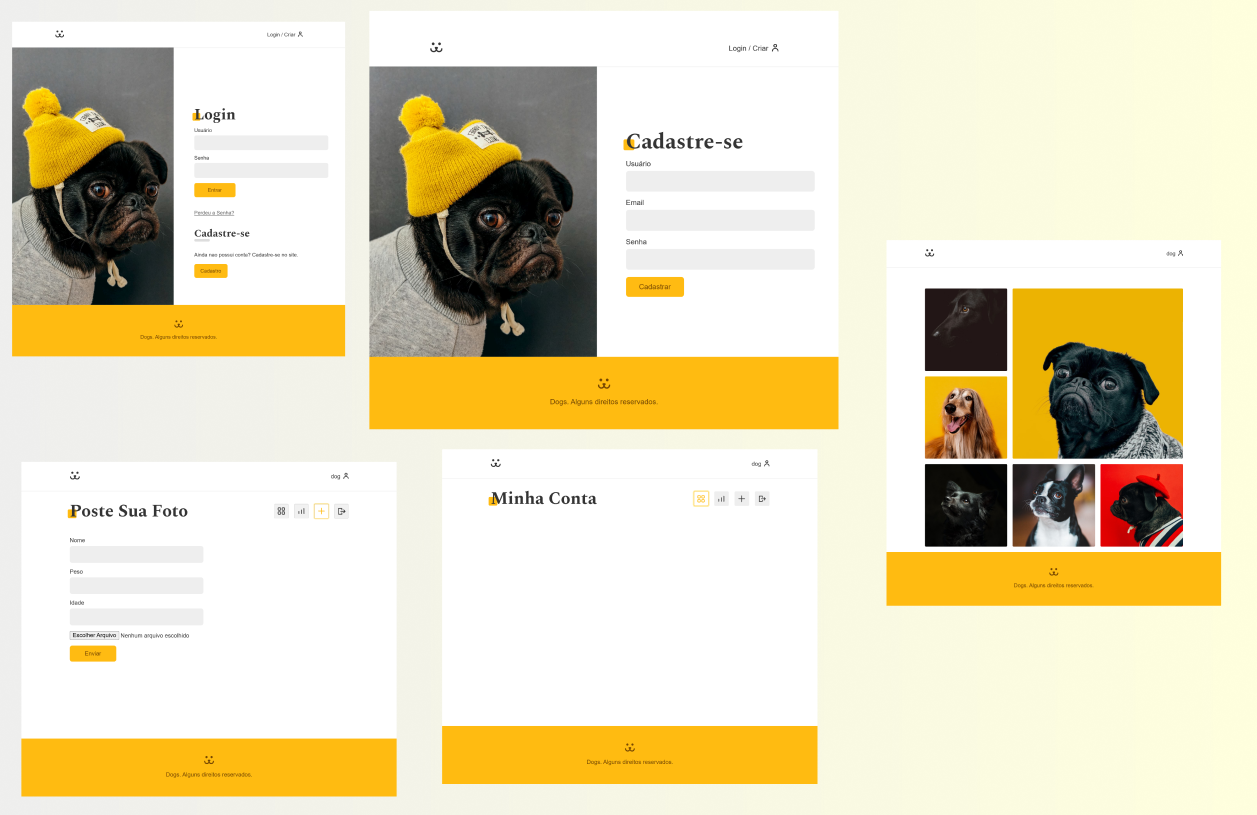 Login / Criar
Login
Usuário
Senha
Entrar
Perdeu a Senha?
Cadastre-se
Ainda nao possui conta? Cadastre-se no site.
Cadastro
Dogs. Alguns direitos reservados.
Login / Criar
Cadastre-se
Usuário
Email
Senha
Cadastrar
Dogs. Alguns direitos reservados.
dog
Dogs. Alguns direitos reservados.
dog
Poste Sua Foto
Nome
Peso
Idade
Escolher Arquivo Nenhum arquivo escolhido
Enviar
Dogs. Alguns direitos reservados.
dog
Minha Conta
Dogs. Alguns direitos reservados.